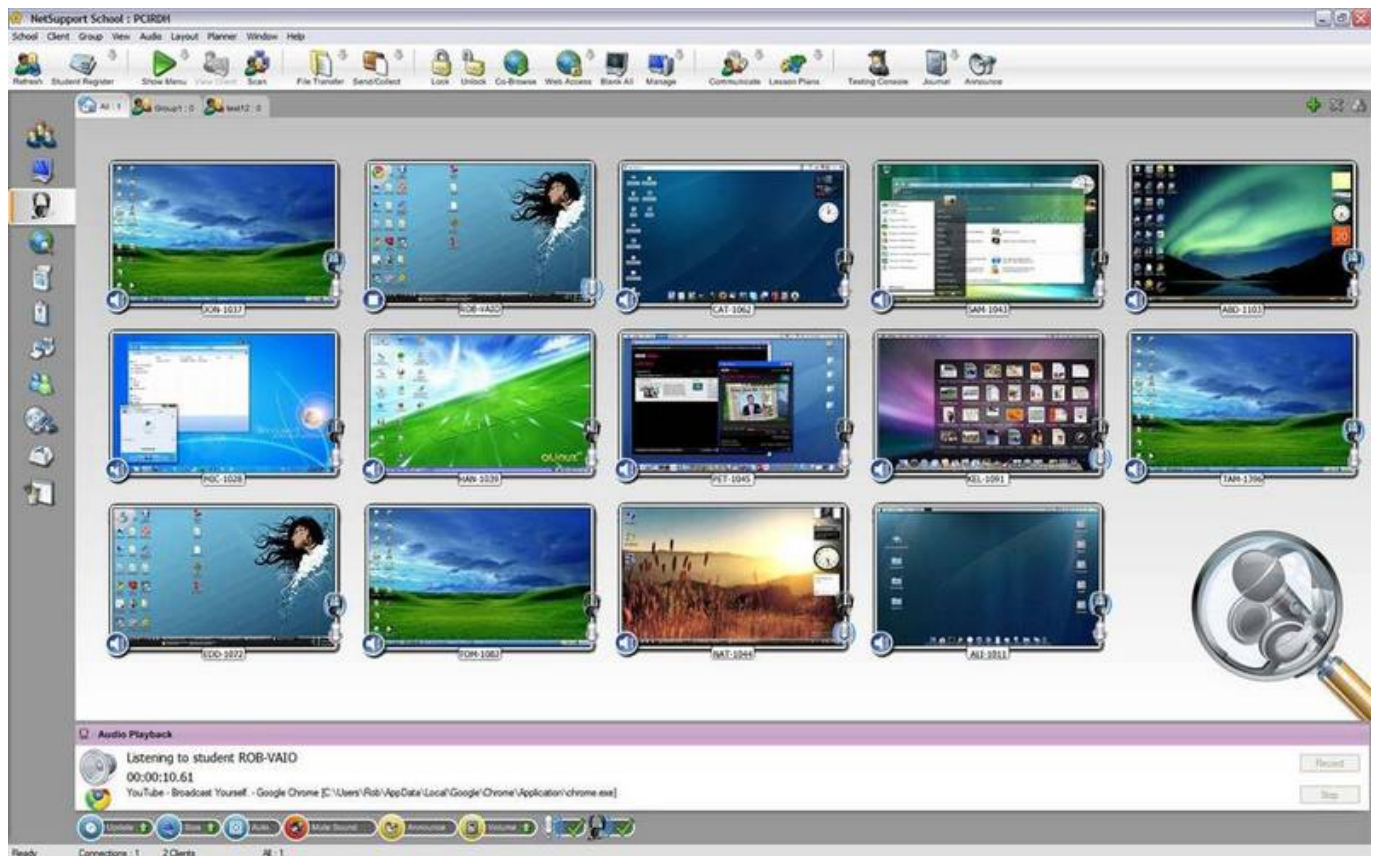 NetSupport School : PCIRDH
School Client Group View Audio Layout Planner Window Help
Refresh Student Register Show Menu View Client Scan File Transfer Send/Collect Lock Unlock Co-Browse Web Access Blank All Manage Communicate Lesson Plans Testing Console Journal Announce
All : 1 Group1 : 0 test12 : 0
JON-1037 ROB-VAIO CAT-1062 SAM-1043 ABD-1103
MIC-1028 HAN-1039 PET-1045 KEL-1091 TAM-1396
EDD-1072 TOM-1082 NAT-1044 ALI-1011
Audio Playback
Listening to student ROB-VAIO
00:00:10.61
Record
YouTube - Broadcast Yourself. - Google Chrome [C:\Users\Rob\AppData\Local\Google\Chrome\Application\chrome.exe]
Stop
Update Size Auto Mute Sound Announce Volume
Ready Connections : 1 2 Clients All : 1